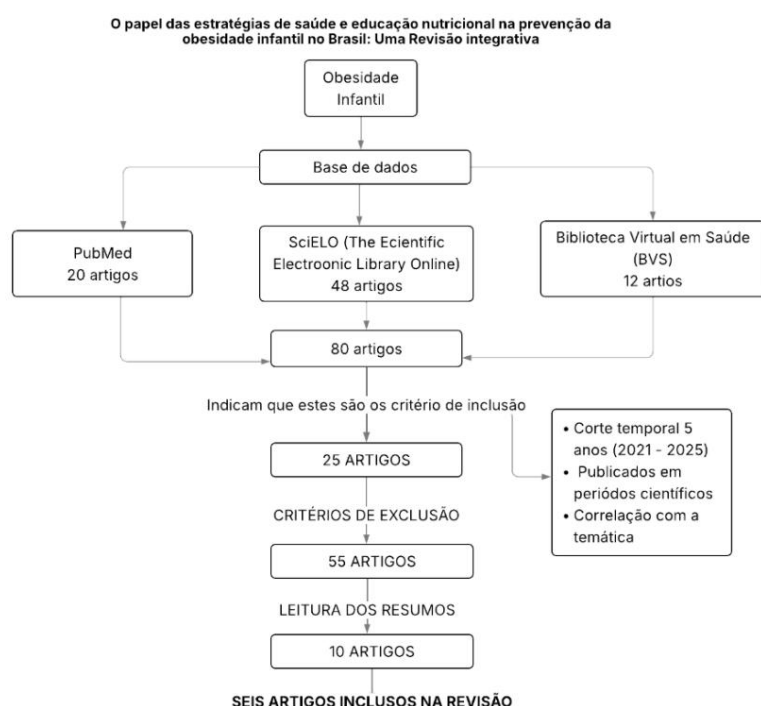 O papel das estratégias de saúde e educação nutricional na prevenção da
obesidade infantil no Brasil: Uma Revisão integrativa
Obesidade
Infantil
Base de dados
PubMed
20 artigos
SciELO (The Ecientific
Electroonic Library Online)
48 artigos
Biblioteca Virtual em Saúde
(BVS)
12 artios
80 artigos
Indicam que estes são os critério de inclusão
• Corte temporal 5
anos (2021 - 2025)
• Publicados em
periódos científicos
• Correlação com a
temática
25 ARTIGOS
CRITÉRIOS DE EXCLUSÃO
55 ARTIGOS
LEITURA DOS RESUMOS
10 ARTIGOS
SEIS ARTIGOS INCLUSOS NA REVISÃO